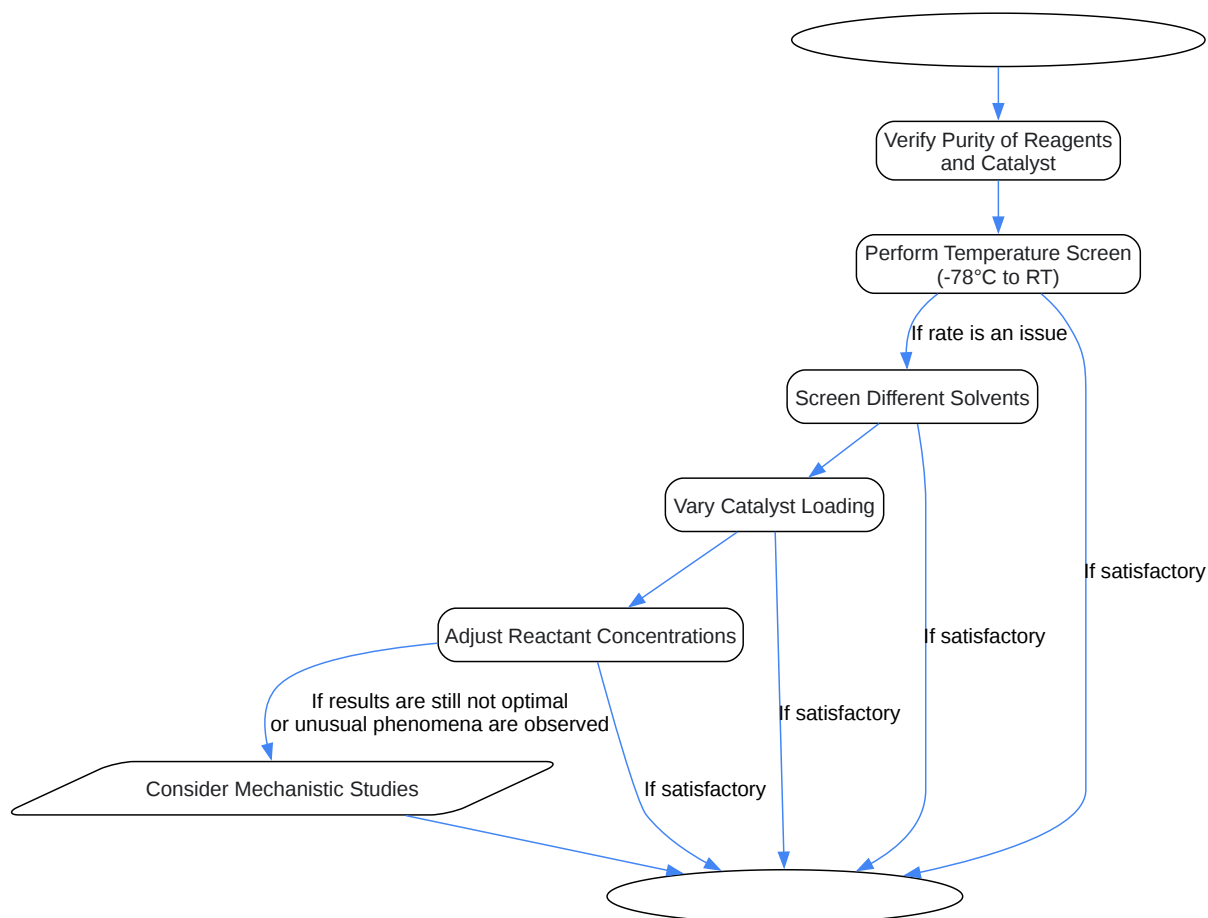 Verify Purity of Reagents
and Catalyst
Perform Temperature Screen
(-78°C to RT)
If rate is an issue
Screen Different Solvents
Vary Catalyst Loading
If satisfactory
Adjust Reactant Concentrations
If satisfactory
If results are still not optimal
or unusual phenomena are observed
If satisfactory
Consider Mechanistic Studies
If satisfactory